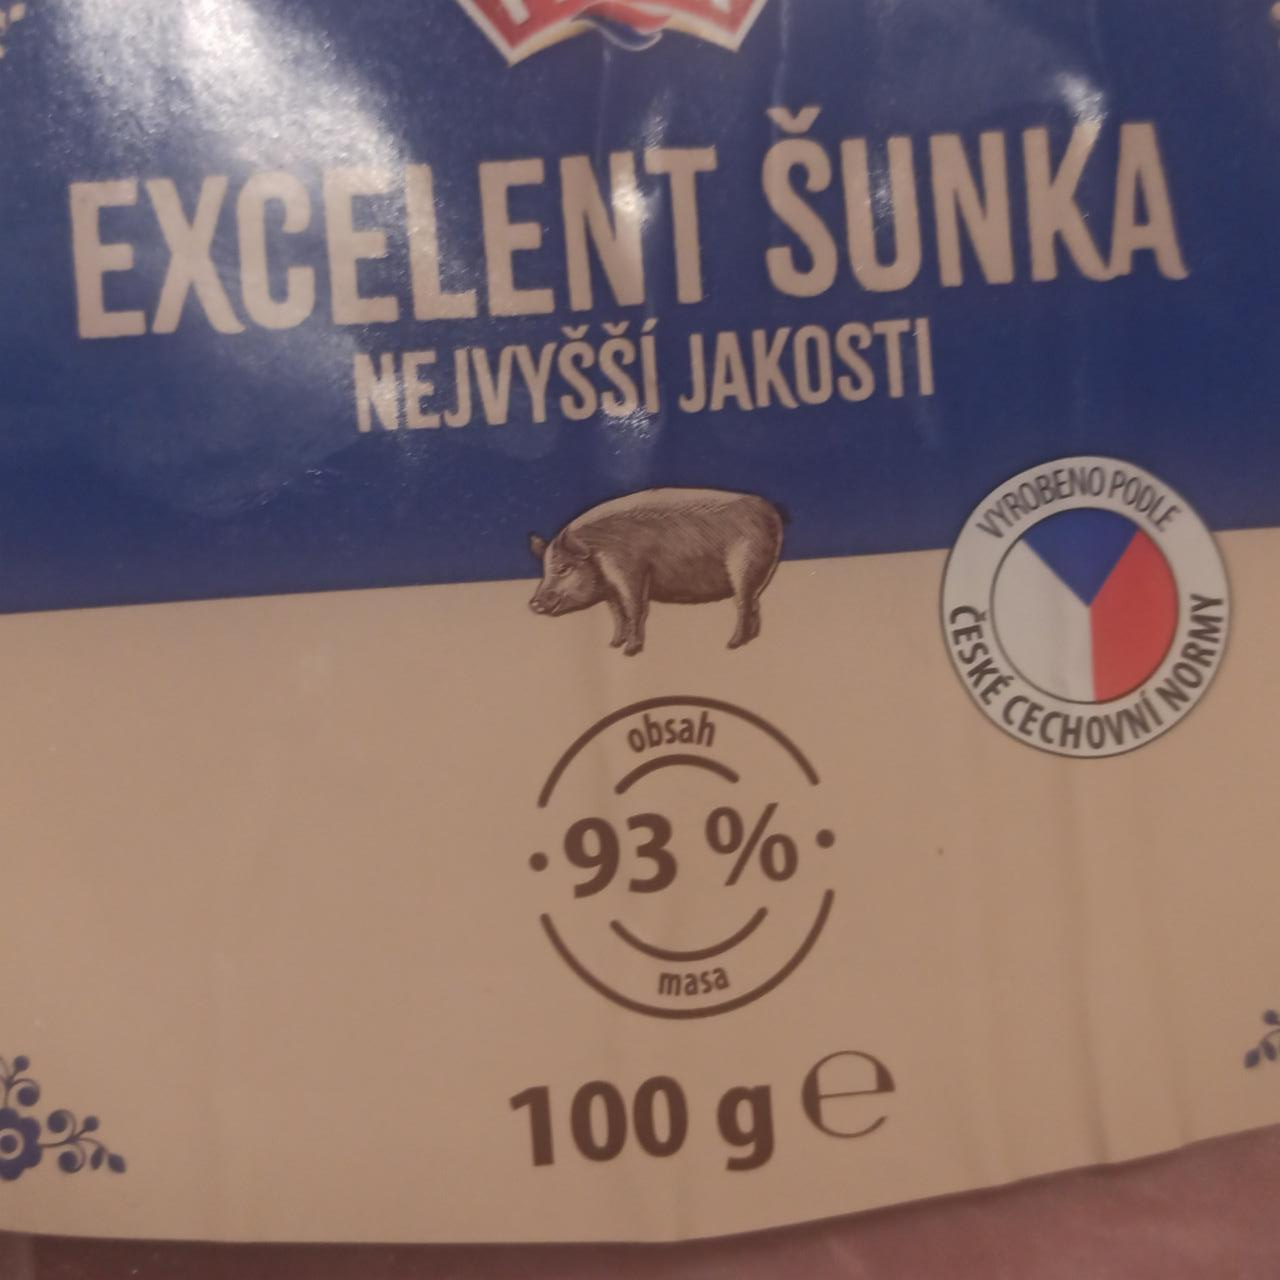 EXCELENT ŠUNKA
NEJVYŠŠÍ JAKOSTI
VYROBENO PODLE
ČESKÉ CECHOVNÍ NORMY
obsah
93 %
masa
100 g ℮